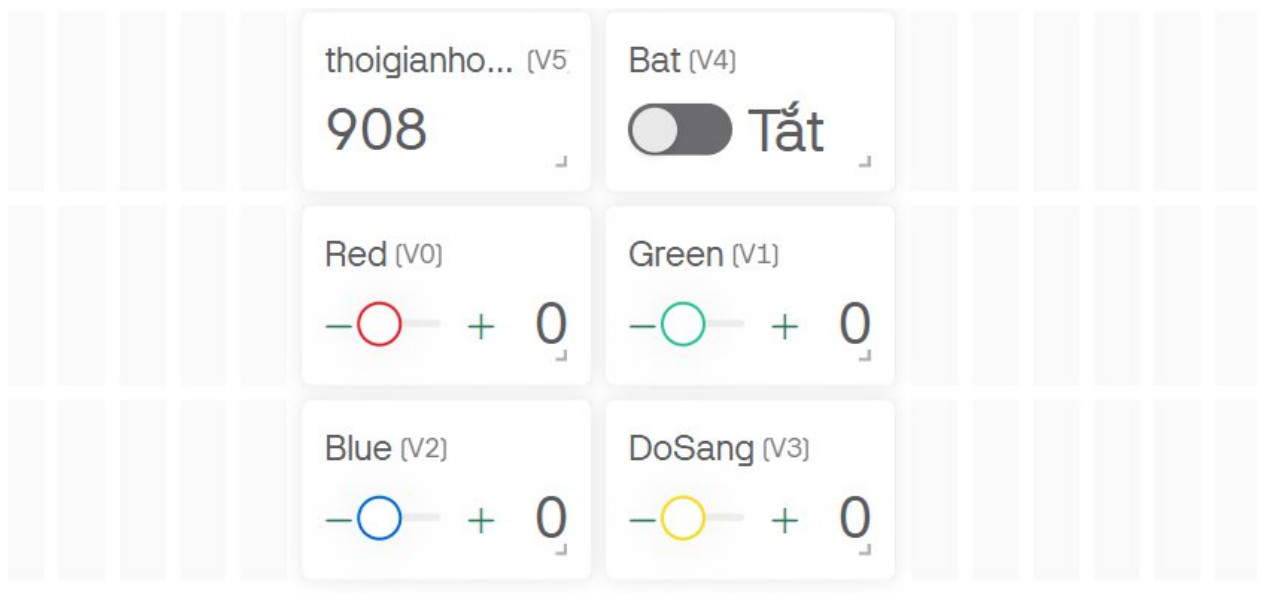 thoigianho... (V5)
908
Bat (V4)
Tắt
Red (V0)
− + 0
Green (V1)
− + 0
Blue (V2)
− + 0
DoSang (V3)
− + 0